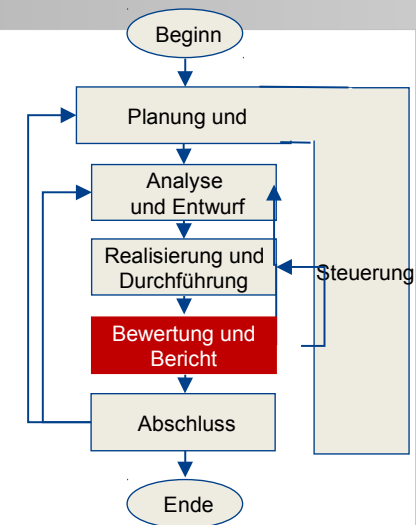 Beginn
Planung und
Analyse
und Entwurf
Realisierung und
Durchführung
Steuerung
Bewertung und
Bericht
Abschluss
Ende